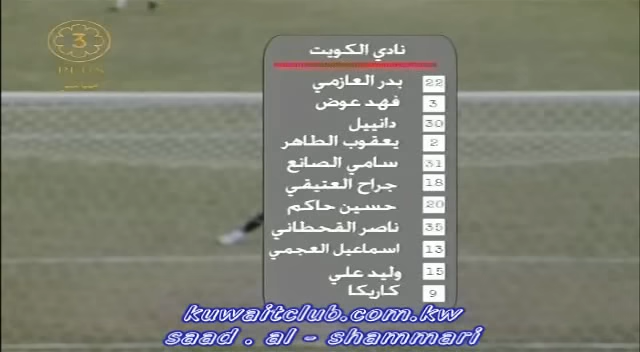 3
PLUS
نادي الكويت
بدر العازمي 22
فهد عوض 3
دانييل 30
يعقوب الطاهر 2
سامي الصانع 31
جراح العتيقي 18
حسين حاكم 20
ناصر القحطاني 35
اسماعيل العجمي 13
وليد علي 15
كاريكا 9
kuwaitclub.com.kw
saad . al - shammari